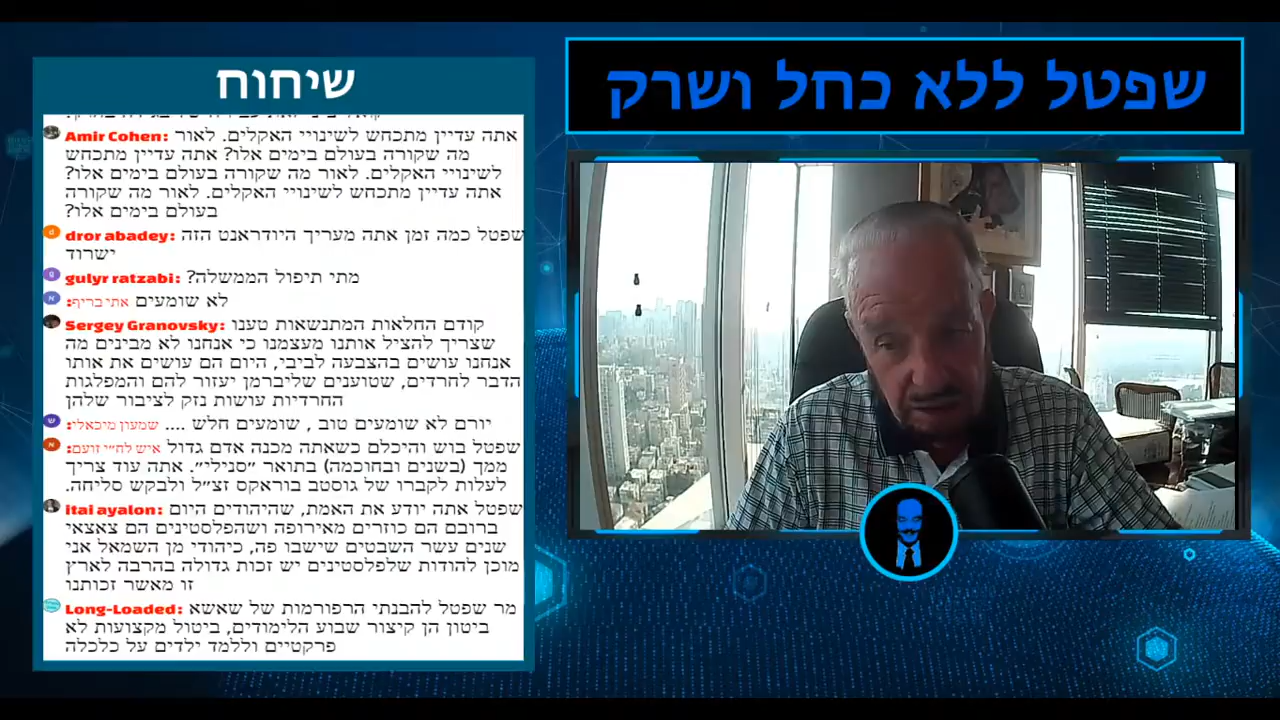 שיחוח
שפטל ללא כחל ושרק
Amir Cohen: אתה עדיין מתכחש לשינויי האקלים. לאור
מה שקורה בעולם בימים אלו? אתה עדיין מתכחש
לשינויי האקלים. לאור מה שקורה בעולם בימים אלו?
אתה עדיין מתכחש לשינויי האקלים. לאור מה שקורה
בעולם בימים אלו?
dror abadey: שפטל כמה זמן אתה מעריך היודראנט הזה
ישרוד
gulyr ratzabi: מתי תיפול הממשלה?
אתי בריף: לא שומעים
Sergey Granovsky: קודם החלאות המתנשאות טענו
שצריך להציל אותנו מעצמנו כי אנחנו לא מבינים מה
אנחנו עושים בהצבעה לביבי, היום הם עושים את אותו
הדבר לחרדים, שטוענים שליברמן יעזור להם והמפלגות
החרדיות עושות נזק לציבור שלהן
שמעון מיכאלי: יורם לא שומעים טוב , שומעים חלש ....
איש לח״י זועם: שפטל בוש והיכלם כשאתה מכנה אדם גדול
ממך (בשנים ובחוכמה) בתואר ״סנילי״. אתה עוד צריך
לעלות לקברו של גוסטב בוראקס זצ״ל ולבקש סליחה.
itai ayalon: שפטל אתה יודע את האמת, שהיהודים היום
ברובם הם כוזרים מאירופה ושהפלסטינים הם צאצאי
שנים עשר השבטים שישבו פה, כיהודי מן השמאל אני
מוכן להודות שלפלסטינים יש זכות גדולה בהרבה לארץ
זו מאשר זכותנו
Long-Loaded: מר שפטל להבנתי הרפורמות של שאשא
ביטון הן קיצור שבוע הלימודים, ביטול מקצועות לא
פרקטיים וללמד ילדים על כלכלה